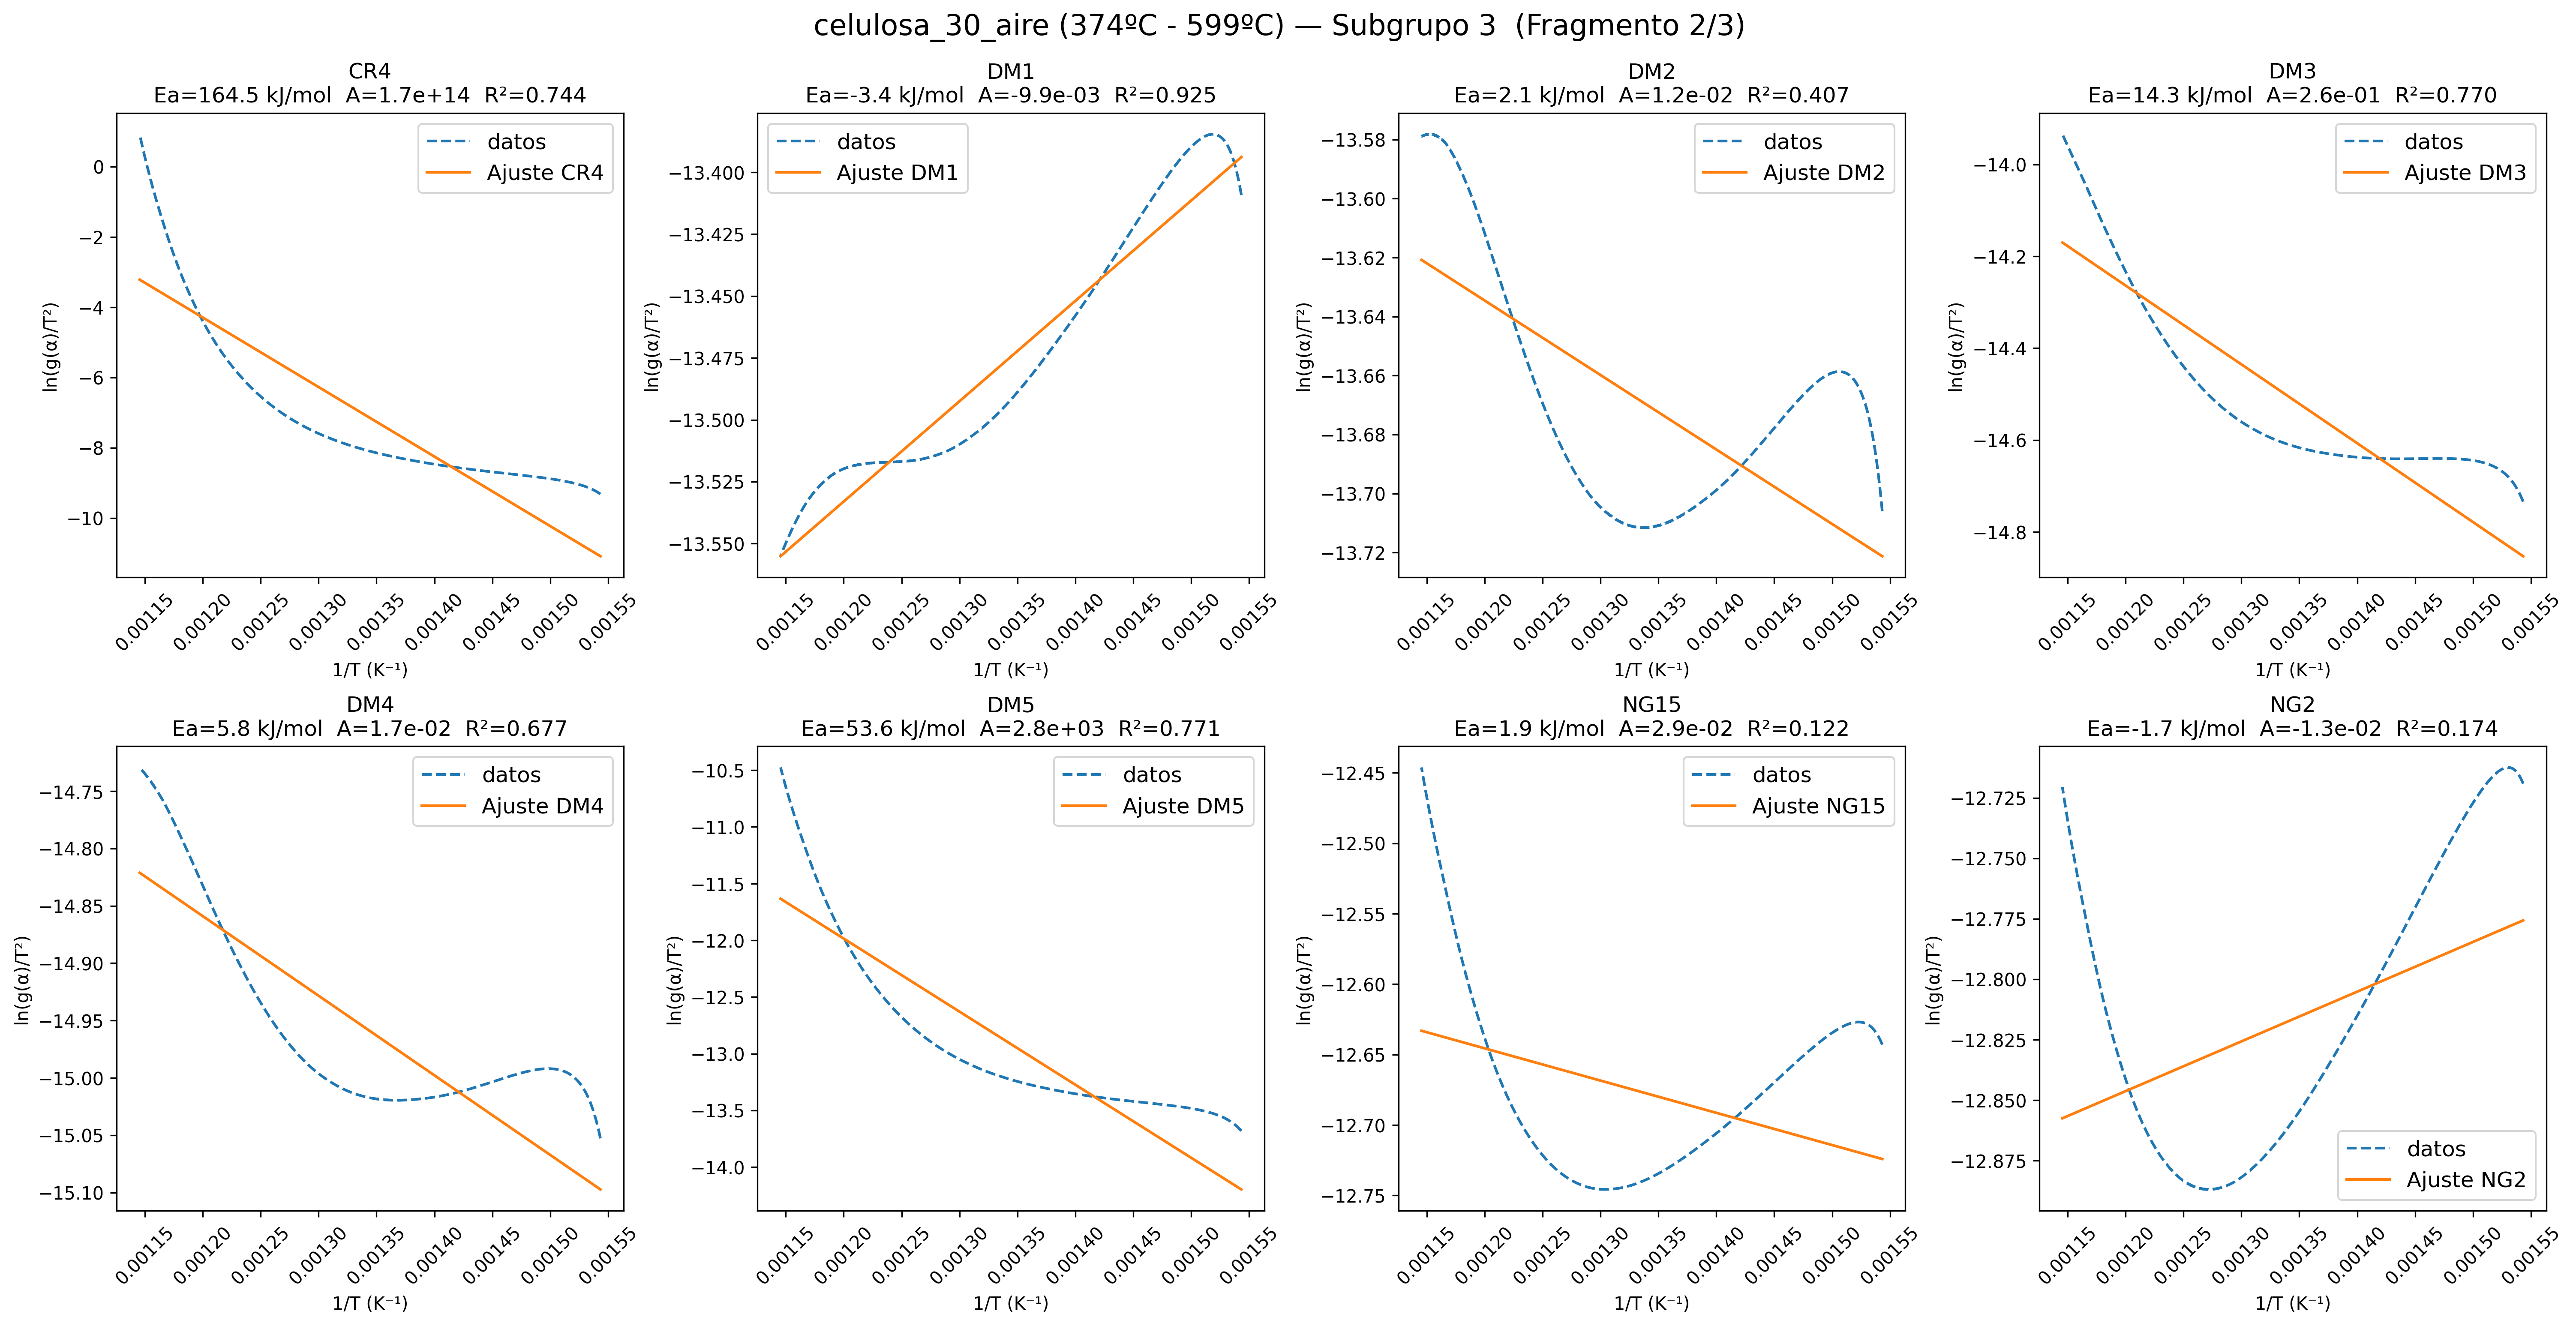 celulosa_30_aire (374ºC - 599ºC) — Subgrupo 3  (Fragmento 2/3)
CR4
Ea=164.5 kJ/mol  A=1.7e+14  R²=0.744
datos
Ajuste CR4
ln(g(α)/T²)
0
−2
−4
−6
−8
−10
0.00115
0.00120
0.00125
0.00130
0.00135
0.00140
0.00145
0.00150
0.00155
1/T (K⁻¹)
DM1
Ea=-3.4 kJ/mol  A=-9.9e-03  R²=0.925
datos
Ajuste DM1
ln(g(α)/T²)
−13.400
−13.425
−13.450
−13.475
−13.500
−13.525
−13.550
0.00115
0.00120
0.00125
0.00130
0.00135
0.00140
0.00145
0.00150
0.00155
1/T (K⁻¹)
DM2
Ea=2.1 kJ/mol  A=1.2e-02  R²=0.407
datos
Ajuste DM2
ln(g(α)/T²)
−13.58
−13.60
−13.62
−13.64
−13.66
−13.68
−13.70
−13.72
0.00115
0.00120
0.00125
0.00130
0.00135
0.00140
0.00145
0.00150
0.00155
1/T (K⁻¹)
DM3
Ea=14.3 kJ/mol  A=2.6e-01  R²=0.770
datos
Ajuste DM3
ln(g(α)/T²)
−14.0
−14.2
−14.4
−14.6
−14.8
0.00115
0.00120
0.00125
0.00130
0.00135
0.00140
0.00145
0.00150
0.00155
1/T (K⁻¹)
DM4
Ea=5.8 kJ/mol  A=1.7e-02  R²=0.677
datos
Ajuste DM4
ln(g(α)/T²)
−14.75
−14.80
−14.85
−14.90
−14.95
−15.00
−15.05
−15.10
0.00115
0.00120
0.00125
0.00130
0.00135
0.00140
0.00145
0.00150
0.00155
1/T (K⁻¹)
DM5
Ea=53.6 kJ/mol  A=2.8e+03  R²=0.771
datos
Ajuste DM5
ln(g(α)/T²)
−10.5
−11.0
−11.5
−12.0
−12.5
−13.0
−13.5
−14.0
0.00115
0.00120
0.00125
0.00130
0.00135
0.00140
0.00145
0.00150
0.00155
1/T (K⁻¹)
NG15
Ea=1.9 kJ/mol  A=2.9e-02  R²=0.122
datos
Ajuste NG15
ln(g(α)/T²)
−12.45
−12.50
−12.55
−12.60
−12.65
−12.70
−12.75
0.00115
0.00120
0.00125
0.00130
0.00135
0.00140
0.00145
0.00150
0.00155
1/T (K⁻¹)
NG2
Ea=-1.7 kJ/mol  A=-1.3e-02  R²=0.174
datos
Ajuste NG2
ln(g(α)/T²)
−12.725
−12.750
−12.775
−12.800
−12.825
−12.850
−12.875
0.00115
0.00120
0.00125
0.00130
0.00135
0.00140
0.00145
0.00150
0.00155
1/T (K⁻¹)